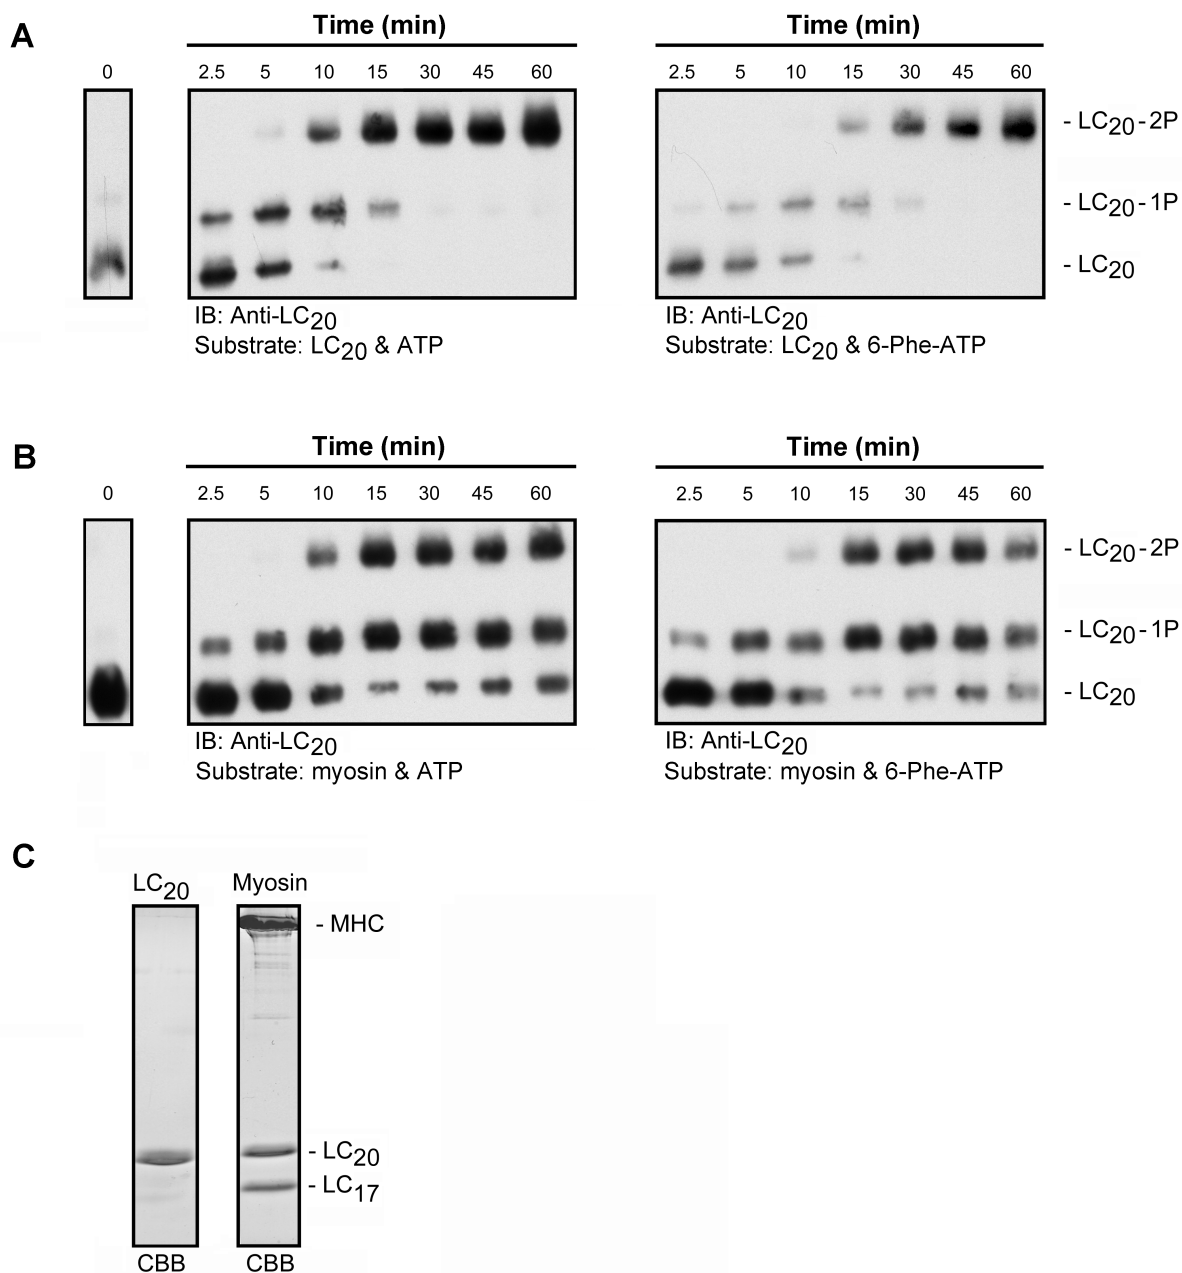 A
Time (min) Time (min)
0 2.5 5 10 15 30 45 60 2.5 5 10 15 30 45 60
- LC20-2P
- LC20-1P
- LC20
IB: Anti-LC20 IB: Anti-LC20
Substrate: LC20 & ATP Substrate: LC20 & 6-Phe-ATP
B
Time (min) Time (min)
0 2.5 5 10 15 30 45 60 2.5 5 10 15 30 45 60
- LC20-2P
- LC20-1P
- LC20
IB: Anti-LC20 IB: Anti-LC20
Substrate: myosin & ATP Substrate: myosin & 6-Phe-ATP
C
LC20 Myosin
- MHC
- LC20
- LC17
CBB CBB